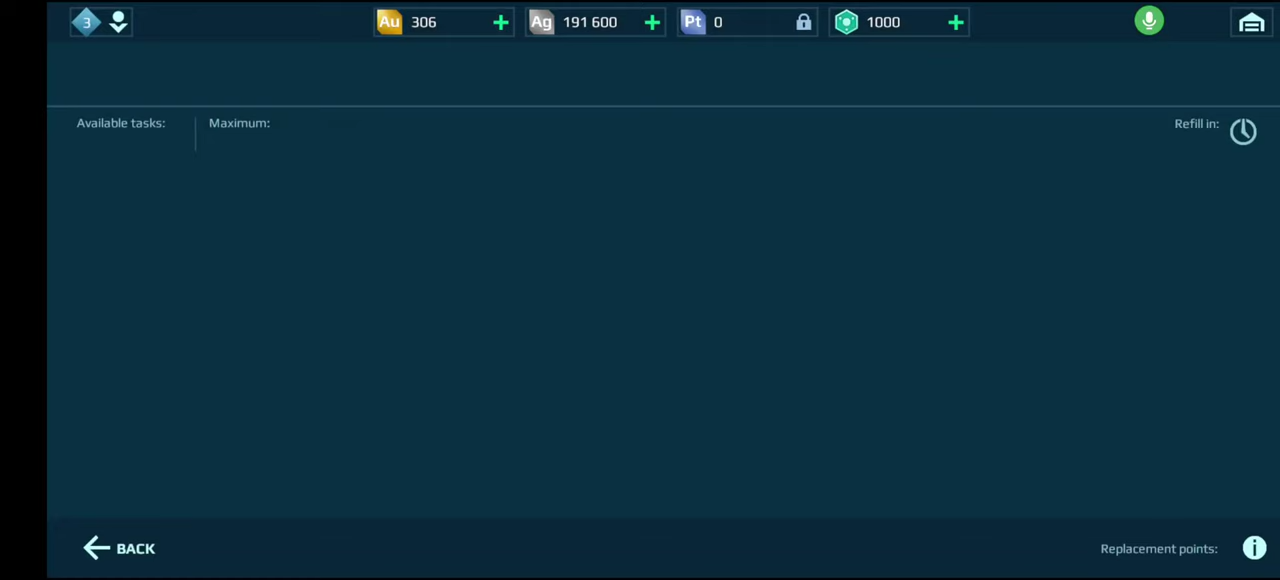 3
Au 306
Ag 191 600
Pt 0
1000
Available tasks:
Maximum:
Refill in:
BACK
Replacement points:
i